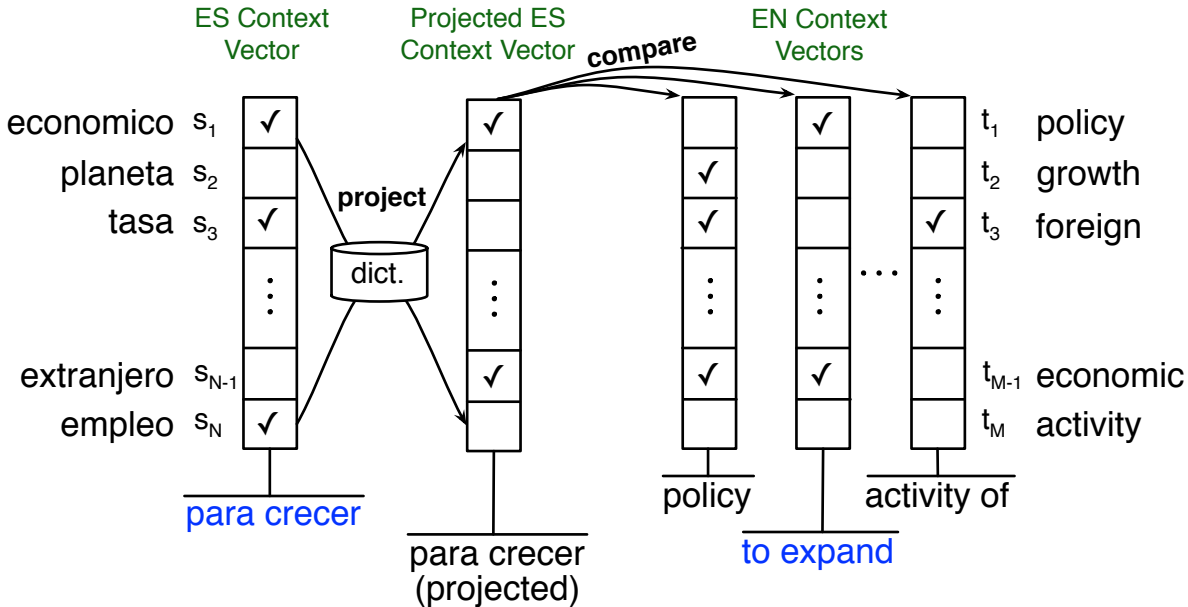 ES Context
Vector
Projected ES
Context Vector
EN Context
Vectors
compare
economico s1 ✓ ✓ ✓ t1 policy
planeta s2 ✓ t2 growth
project
tasa s3 ✓ ✓ ✓ t3 foreign
dict.
⋮ ⋮ ⋮ ⋮ ... ⋮
extranjero sN-1 ✓ ✓ ✓ tM-1 economic
empleo sN ✓ tM activity
para crecer
policy
activity of
para crecer
(projected)
to expand